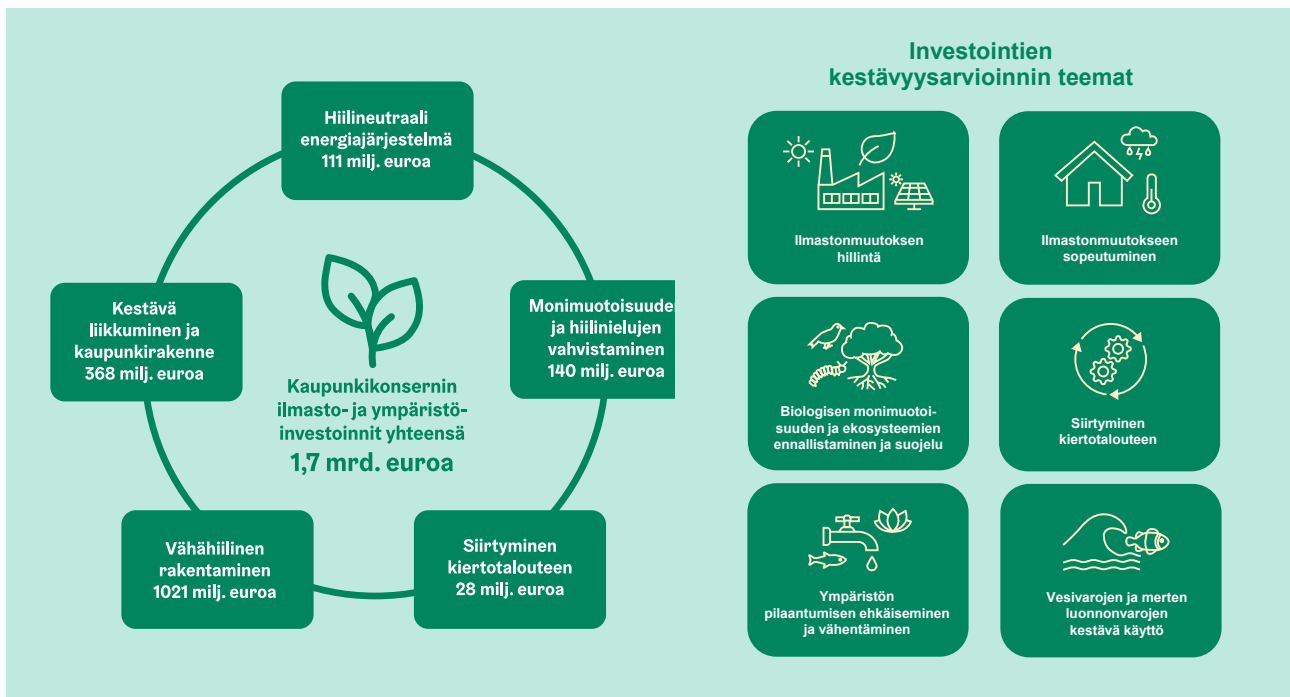 Hiilineutraali
energiajärjestelmä
111 milj. euroa
Kestävä
liikkuminen ja
kaupunkirakenne
368 milj. euroa
Monimuotoisuude
ja hiilinielujen
vahvistaminen
140 milj. euroa
Kaupunkikonsernin
ilmasto- ja ympäristö-
investoinnit yhteensä
1,7 mrd. euroa
Vähähiilinen
rakentaminen
1021 milj. euroa
Siirtyminen
kiertotalouteen
28 milj. euroa
Investointien
kestävyysarvioinnin teemat
Ilmastonmuutoksen
hillintä
Ilmastonmuutokseen
sopeutuminen
Biologisen monimuotoi-
suuden ja ekosysteemien
ennallistaminen ja suojelu
Siirtyminen
kiertotalouteen
Ympäristön
pilaantumisen ehkäiseminen
ja vähentäminen
Vesivarojen ja merten
luonnonvarojen
kestävä käyttö